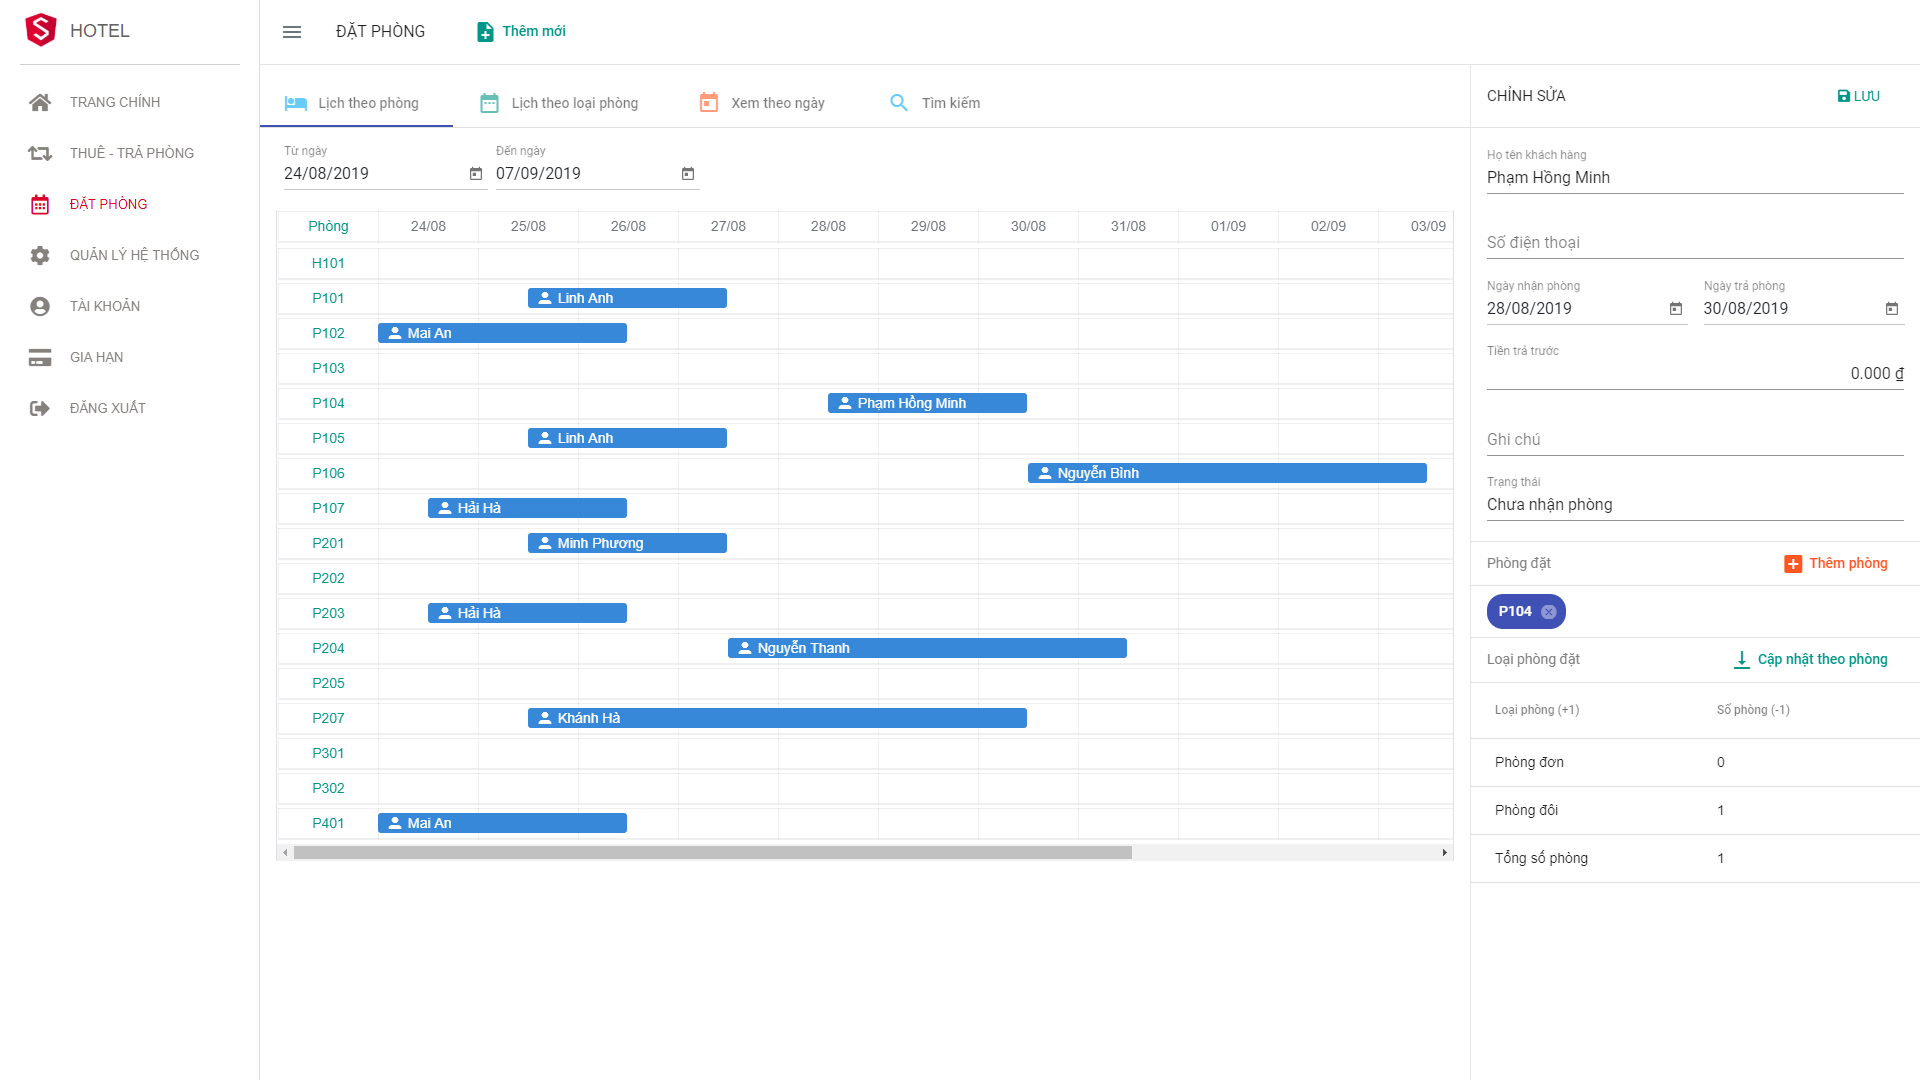 HOTEL
TRANG CHÍNH
THUÊ - TRẢ PHÒNG
ĐẶT PHÒNG
QUẢN LÝ HỆ THỐNG
TÀI KHOẢN
GIA HẠN
ĐĂNG XUẤT
ĐẶT PHÒNG
Thêm mới
Lịch theo phòng
Lịch theo loại phòng
Xem theo ngày
Tìm kiếm
Từ ngày
Đến ngày
24/08/2019
07/09/2019
Phòng 24/08 25/08 26/08 27/08 28/08 29/08 30/08 31/08 01/09 02/09 03/09
H101
P101 Linh Anh
P102 Mai An
P103
P104 Phạm Hồng Minh
P105 Linh Anh
P106 Nguyễn Bình
P107 Hải Hà
P201 Minh Phương
P202
P203 Hải Hà
P204 Nguyễn Thanh
P205
P207 Khánh Hà
P301
P302
P401 Mai An
CHỈNH SỬA
LƯU
Họ tên khách hàng
Phạm Hồng Minh
Số điện thoại
Ngày nhận phòng
Ngày trả phòng
28/08/2019
30/08/2019
Tiền trả trước
0.000 ₫
Ghi chú
Trạng thái
Chưa nhận phòng
Phòng đặt
Thêm phòng
P104
Loại phòng đặt
Cập nhật theo phòng
Loại phòng (+1) Số phòng (-1)
Phòng đơn 0
Phòng đôi 1
Tổng số phòng 1